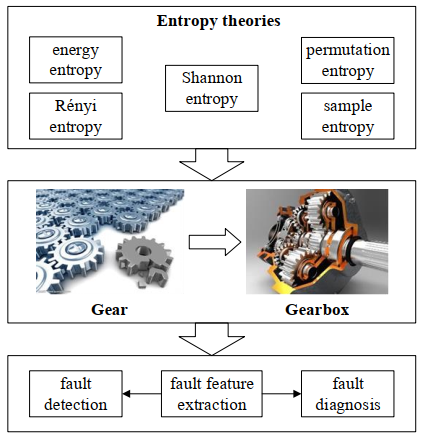 Entropy theories
energy
entropy
Shannon
entropy
permutation
entropy
Rényi
entropy
sample
entropy
Gear
Gearbox
fault
detection
fault feature
extraction
fault
diagnosis